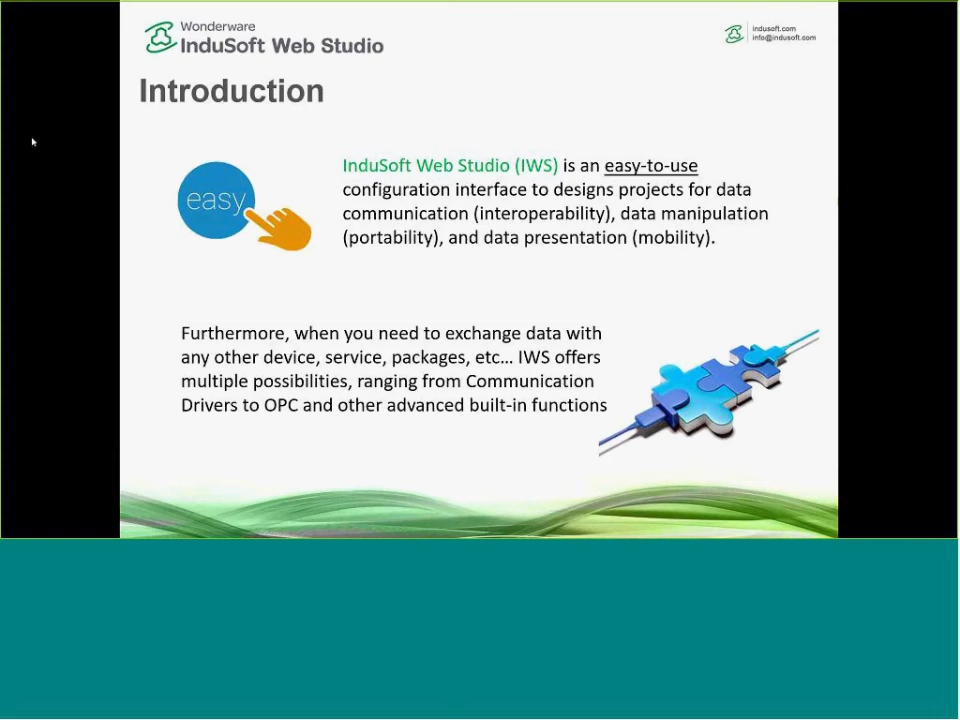 Wonderware
InduSoft Web Studio
indusoft.com
info@indusoft.com
Introduction
easy
InduSoft Web Studio (IWS) is an easy-to-use
configuration interface to designs projects for data
communication (interoperability), data manipulation
(portability), and data presentation (mobility).
Furthermore, when you need to exchange data with
any other device, service, packages, etc... IWS offers
multiple possibilities, ranging from Communication
Drivers to OPC and other advanced built-in functions